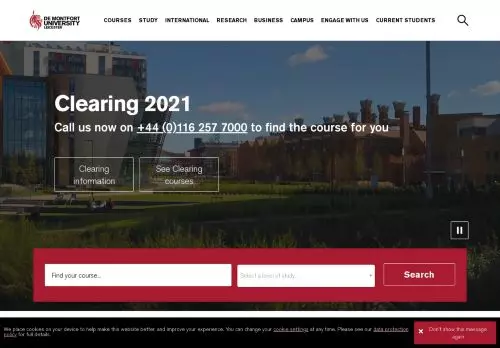 DE MONTFORT
UNIVERSITY
LEICESTER
COURSES STUDY INTERNATIONAL RESEARCH BUSINESS CAMPUS ENGAGE WITH US CURRENT STUDENTS
Clearing 2021
Call us now on +44 (0)116 257 7000 to find the course for you
Clearing
information
See Clearing
courses
Find your course...
Select a level of study...
Search
We place cookies on your device to help make this website better, and improve your experience. You can change your cookie settings at any time. Please see our data protection
policy for full details.
Don't show this message
again